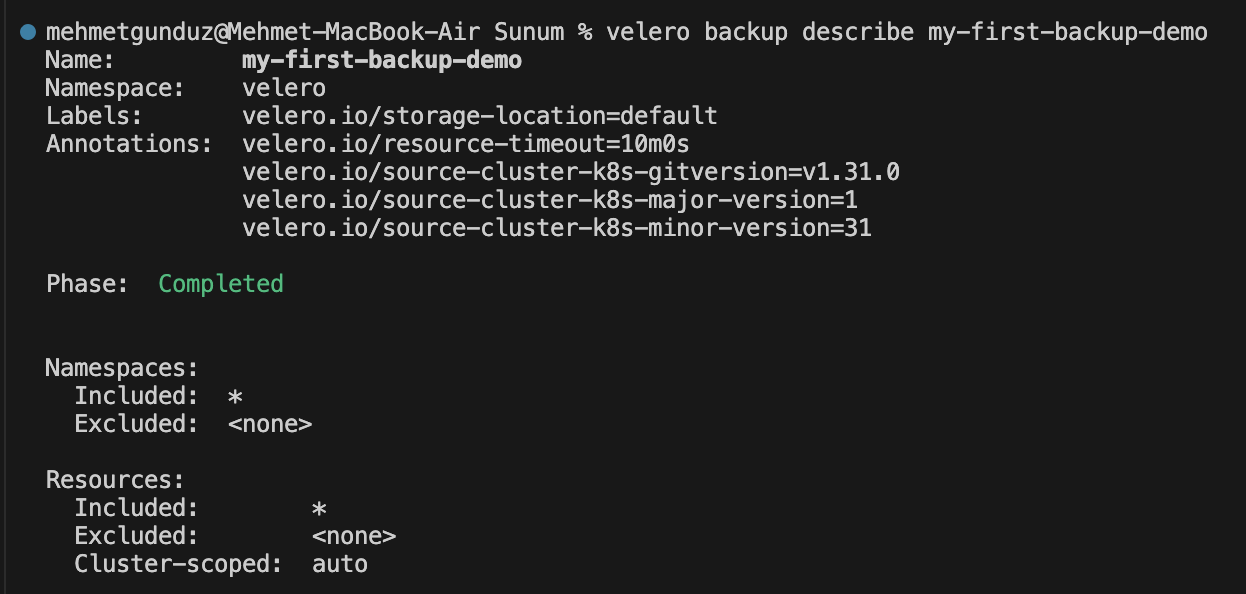 mehmetgunduz@Mehmet-MacBook-Air Sunum % velero backup describe my-first-backup-demo
Name:         my-first-backup-demo
Namespace:    velero
Labels:       velero.io/storage-location=default
Annotations:  velero.io/resource-timeout=10m0s
              velero.io/source-cluster-k8s-gitversion=v1.31.0
              velero.io/source-cluster-k8s-major-version=1
              velero.io/source-cluster-k8s-minor-version=31
Phase:  Completed
Namespaces:
  Included:  *
  Excluded:  <none>
Resources:
  Included:        *
  Excluded:        <none>
  Cluster-scoped:  auto